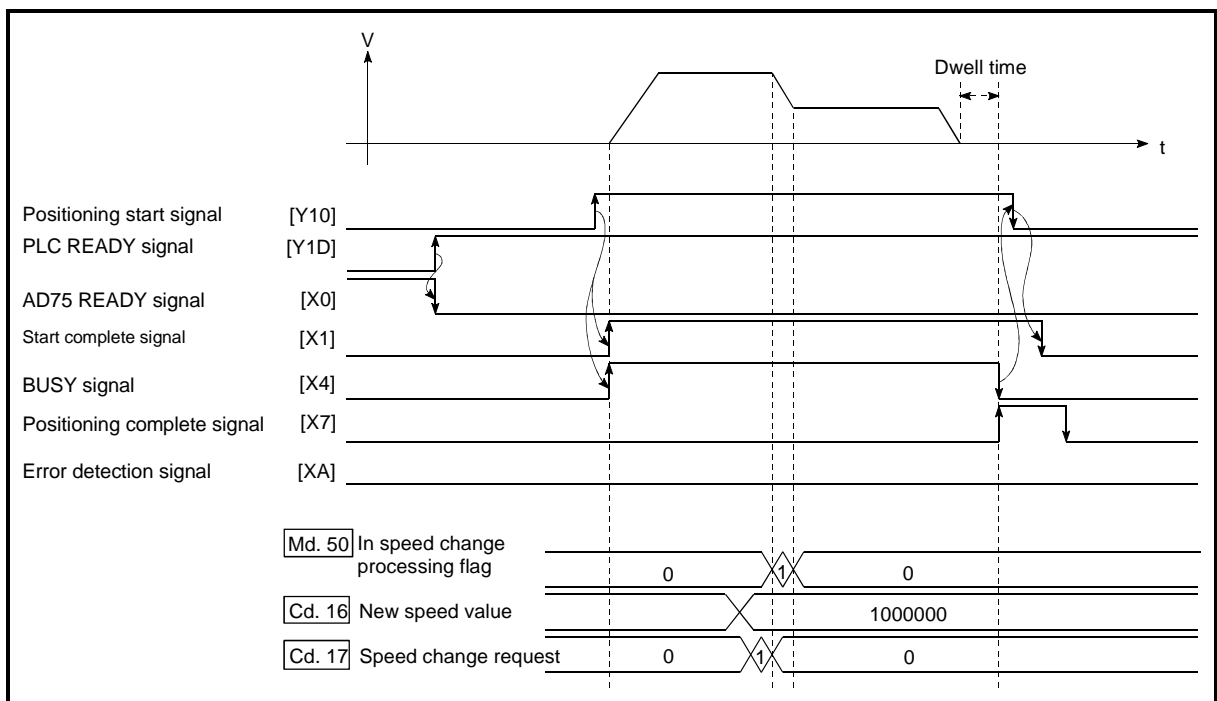 V
Dwell time
t
Positioning start signal [Y10]
PLC READY signal [Y1D]
AD75 READY signal [X0]
Start complete signal [X1]
BUSY signal [X4]
Positioning complete signal [X7]
Error detection signal [XA]
Md. 50 In speed change
processing flag
0 1 0
Cd. 16 New speed value
1000000
Cd. 17 Speed change request 0 1 0